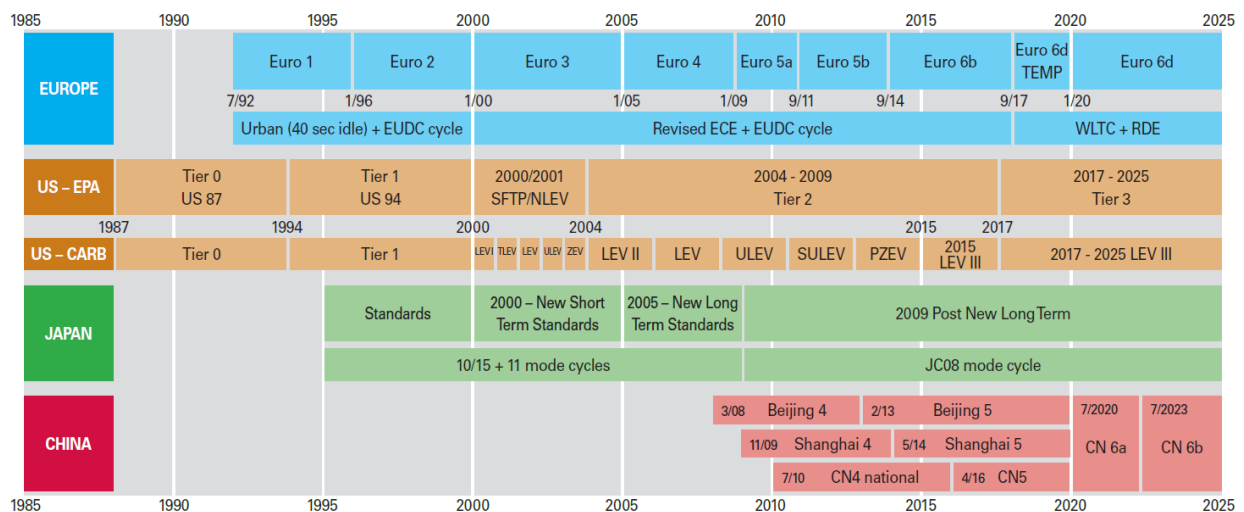 1985 1990 1995 2000 2005 2010 2015 2020 2025
EUROPE
Euro 1 Euro 2 Euro 3 Euro 4 Euro 5a Euro 5b Euro 6b Euro 6d TEMP Euro 6d
7/92 1/96 1/00 1/05 1/09 9/11 9/14 9/17 1/20
Urban (40 sec idle) + EUDC cycle Revised ECE + EUDC cycle WLTC + RDE
US – EPA
Tier 0 Tier 1 2000/2001 2004 - 2009 2017 - 2025
US 87 US 94 SFTP/NLEV Tier 2 Tier 3
1987 1994 2000 2004 2015 2017
US – CARB
Tier 0 Tier 1 LEV I TLEV LEV ULEV ZEV LEV II LEV ULEV SULEV PZEV 2015 LEV III 2017 - 2025 LEV III
JAPAN
Standards 2000 – New Short 2005 – New Long 2009 Post New Long Term
Term Standards Term Standards
10/15 + 11 mode cycles JC08 mode cycle
CHINA
3/08 Beijing 4 2/13 Beijing 5 7/2020 7/2023
11/09 Shanghai 4 5/14 Shanghai 5 CN 6a CN 6b
7/10 CN4 national 4/16 CN5
1985 1990 1995 2000 2005 2010 2015 2020 2025